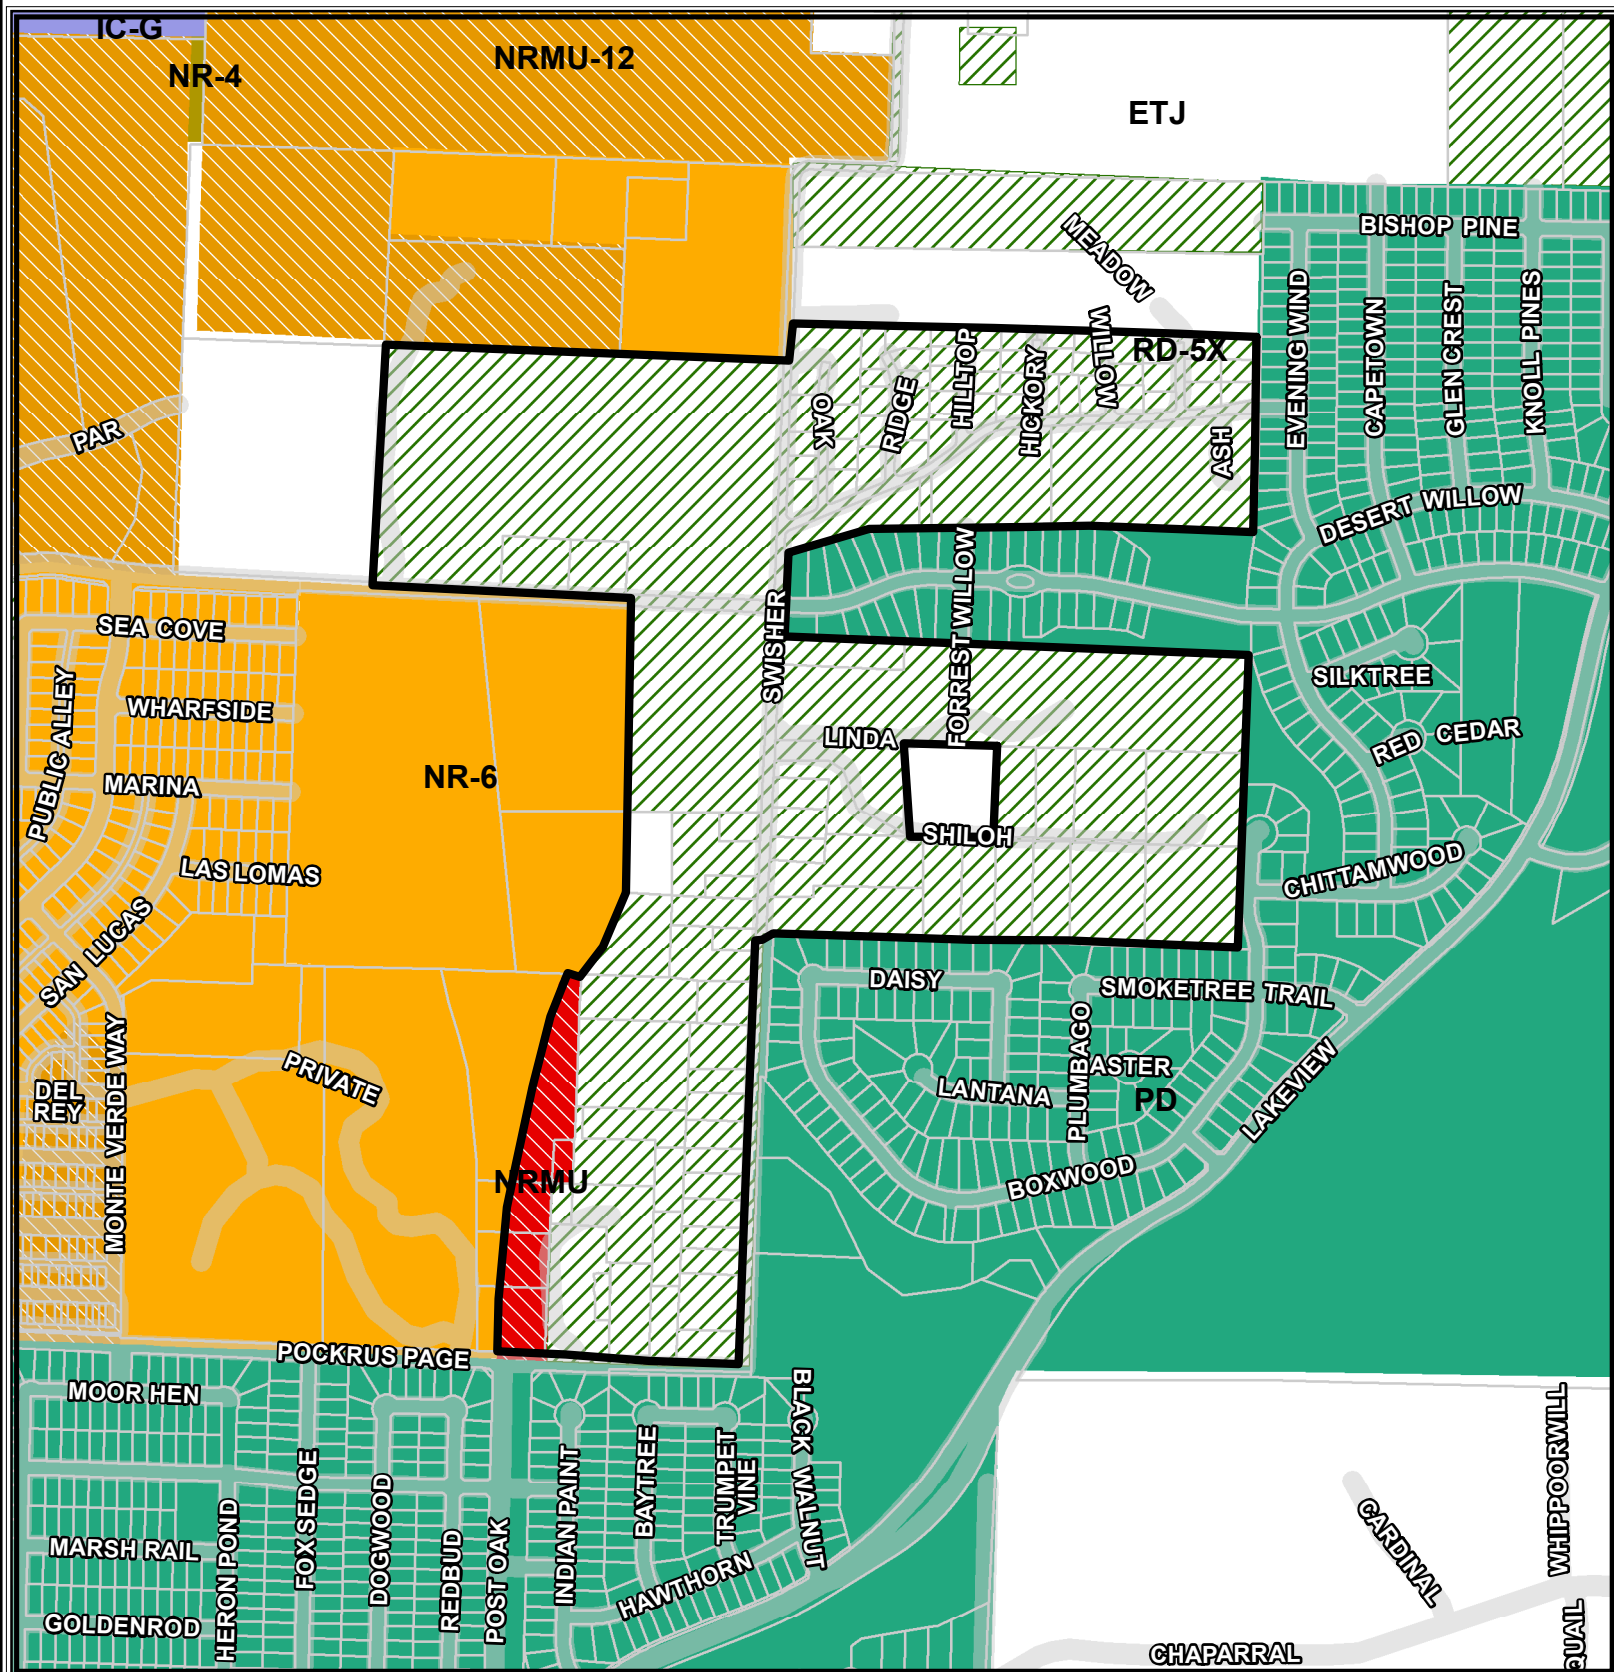 IC-G
NR-4
NRMU-12
ETJ
BISHOP PINE
MEADOW
EVENING WIND
CAPETOWN
GLEN CREST
KNOLL PINES
WILLOW
RD-5X
HILLTOP
HICKORY
RIDGE
OAK
ASH
PAR
DESERT WILLOW
FORREST WILLOW
SWISHER
SEA COVE
SILKTREE
PUBLIC ALLEY
WHARFSIDE
LINDA
RED CEDAR
MARINA
NR-6
SHILOH
LAS LOMAS
CHITTAMWOOD
SAN LUCAS
DAISY
SMOKETREE TRAIL
PLUMBAGO
MONTE VERDE WAY
PRIVATE
DEL
REY
ASTER
LANTANA
PD
LAKEVIEW
NRMU
BOXWOOD
POCKRUS PAGE
MOOR HEN
BLACK WALNUT
WHIPPOORWILL
FOX SEDGE
DOGWOOD
INDIAN PAINT
BAYTREE
TRUMPET
VINE
HERON POND
REDBUD
POST OAK
CARDINAL
MARSH RAIL
HAWTHORN
GOLDENROD
CHAPARRAL
QUAIL